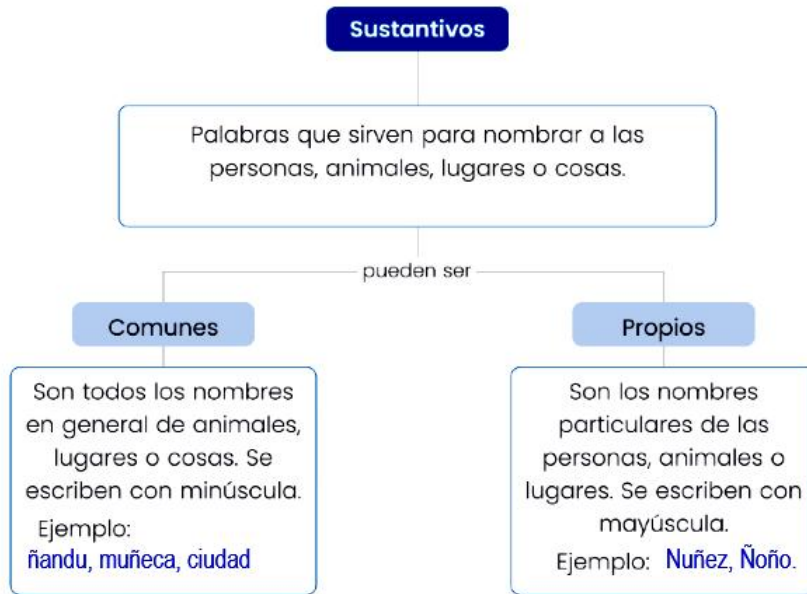 Sustantivos
Palabras que sirven para nombrar a las
personas, animales, lugares o cosas.
pueden ser
Comunes
Son todos los nombres
en general de animales,
lugares o cosas. Se
escriben con minúscula.
Ejemplo:
ñandu, muñeca, ciudad
Propios
Son los nombres
particulares de las
personas, animales o
lugares. Se escriben con
mayúscula.
Ejemplo: Nuñez, Ñoño.